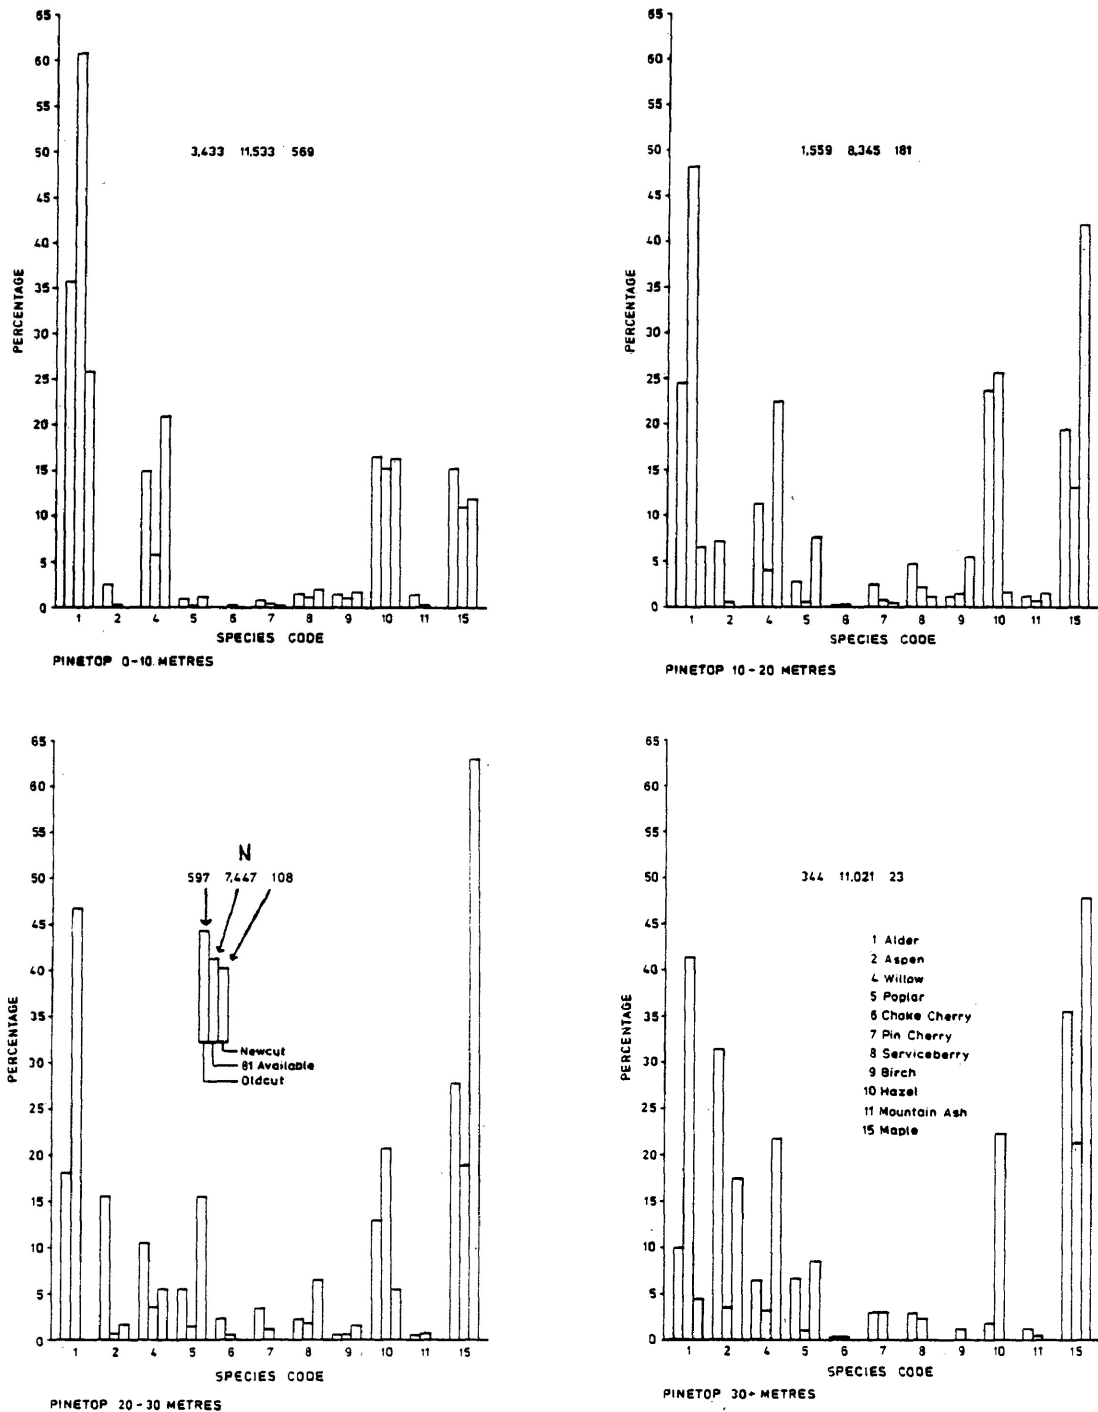 65
60
55
50
45
40
35
30
25
20
15
10
5
0
PERCENTAGE
3,433 11,533 569
1 2 4 5 6 7 8 9 10 11 15
SPECIES CODE
PINETOP 0-10 METRES
65
60
55
50
45
40
35
30
25
20
15
10
5
0
PERCENTAGE
1,559 8,345 181
1 2 4 5 6 7 8 9 10 11 15
SPECIES CODE
PINETOP 10-20 METRES
65
60
55
50
45
40
35
30
25
20
15
10
5
0
PERCENTAGE
N
597 7,447 108
Newcut
81 Available
Oldcut
1 2 4 5 6 7 8 9 10 11 15
SPECIES CODE
PINETOP 20-30 METRES
65
60
55
50
45
40
35
30
25
20
15
10
5
0
PERCENTAGE
344 11,021 23
1 Alder
2 Aspen
4 Willow
5 Poplar
6 Choke Cherry
7 Pin Cherry
8 Serviceberry
9 Birch
10 Hazel
11 Mountain Ash
15 Maple
1 2 4 5 6 7 8 9 10 11 15
SPECIES CODE
PINETOP 30+ METRES